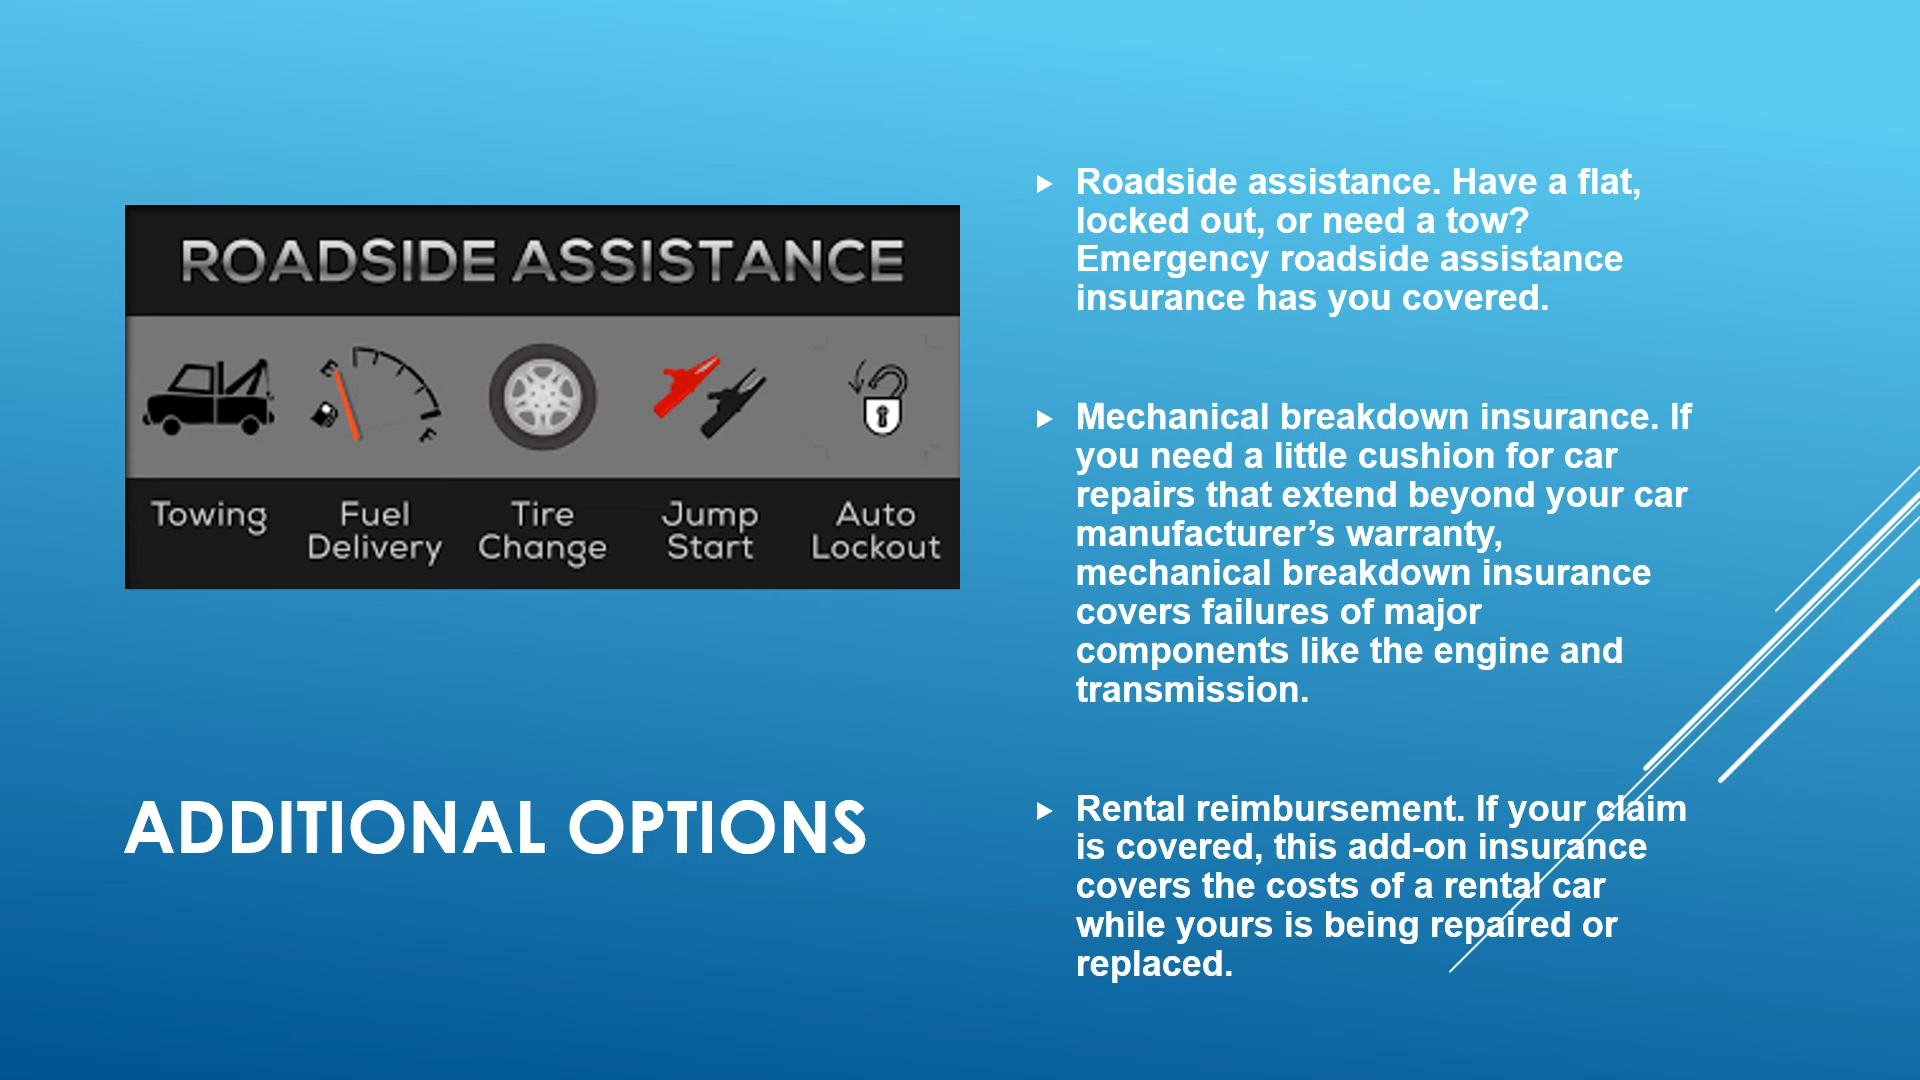 ROADSIDE ASSISTANCE
E
F
Towing
Fuel
Delivery
Tire
Change
Jump
Start
Auto
Lockout
ADDITIONAL OPTIONS
Roadside assistance. Have a flat,
locked out, or need a tow?
Emergency roadside assistance
insurance has you covered.
Mechanical breakdown insurance. If
you need a little cushion for car
repairs that extend beyond your car
manufacturer’s warranty,
mechanical breakdown insurance
covers failures of major
components like the engine and
transmission.
Rental reimbursement. If your claim
is covered, this add-on insurance
covers the costs of a rental car
while yours is being repaired or
replaced.